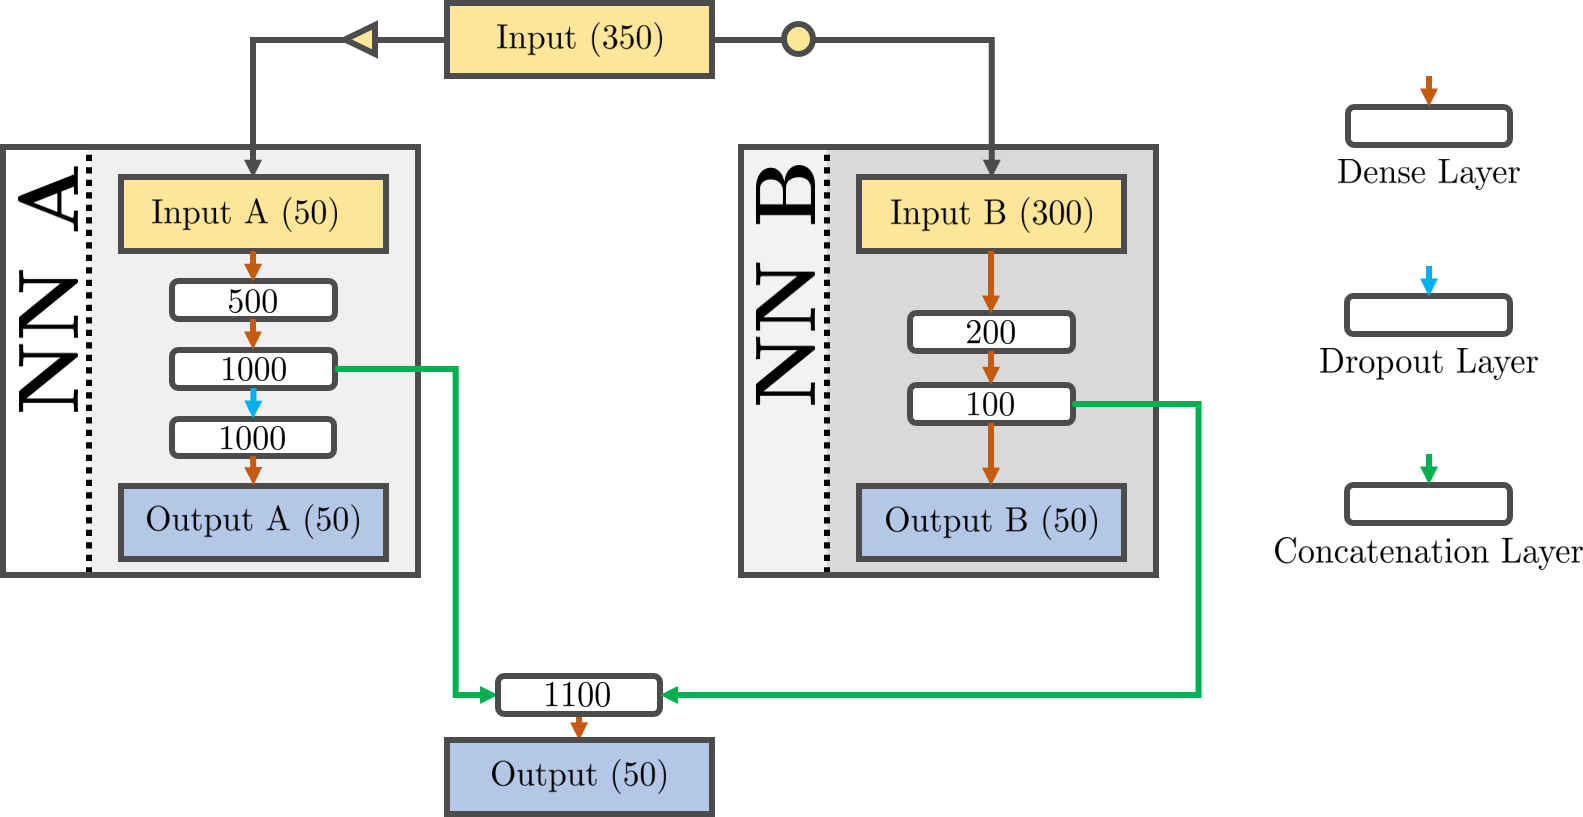 Input (350)
NN A
Input A (50)
500
1000
1000
Output A (50)
NN B
Input B (300)
200
100
Output B (50)
1100
Output (50)
Dense Layer
Dropout Layer
Concatenation Layer